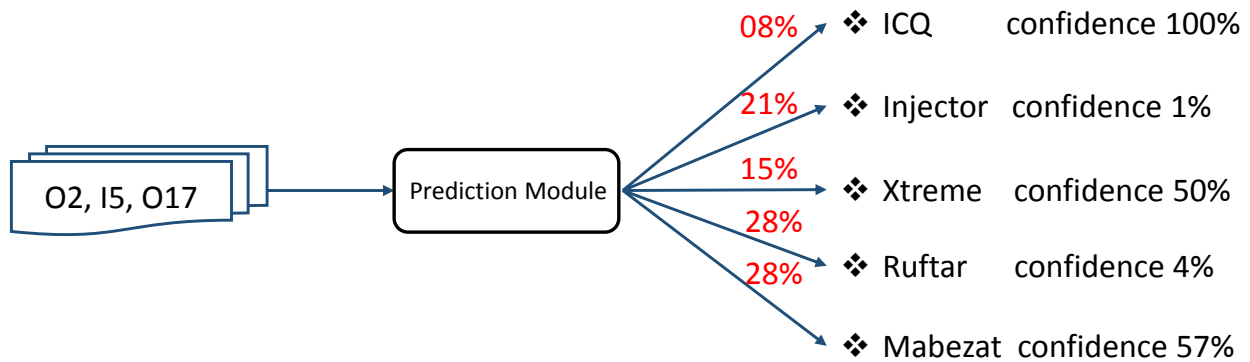 08%
❖ ICQ confidence 100%
21%
❖ Injector confidence 1%
O2, I5, O17
Prediction Module
15%
❖ Xtreme confidence 50%
28%
❖ Ruftar confidence 4%
28%
❖ Mabezat confidence 57%